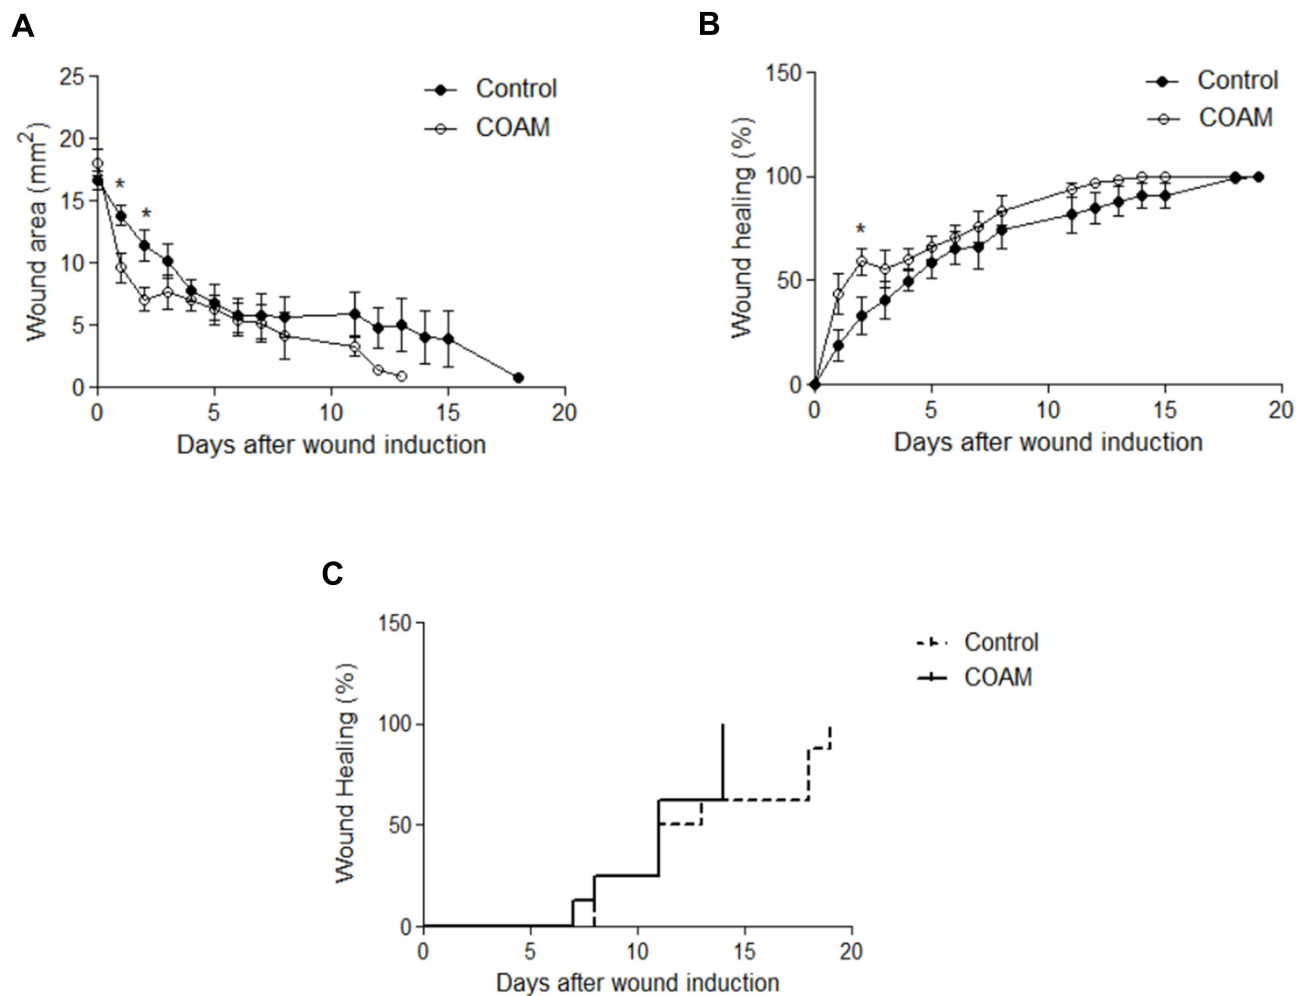 A
25
20
15
10
5
0
Wound area (mm2)
*
*
Control
COAM
0 5 10 15 20
Days after wound induction
B
150
100
50
0
Wound healing (%)
*
Control
COAM
0 5 10 15 20
Days after wound induction
C
150
100
50
0
Wound Healing (%)
Control
COAM
0 5 10 15 20
Days after wound induction